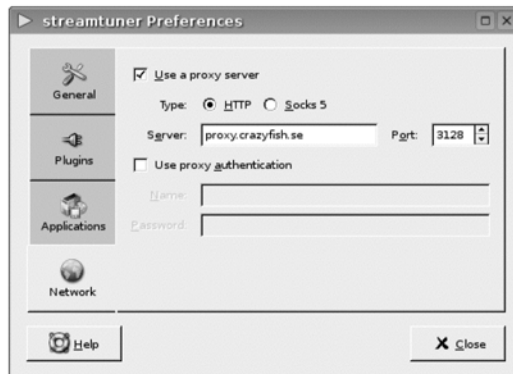 streamtuner Preferences
General
Plugins
Applications
Network
Use a proxy server
Type: HTTP Socks 5
Server: proxy.crazyfish.se Port: 3128
Use proxy authentication
Name:
Password:
Help
Close